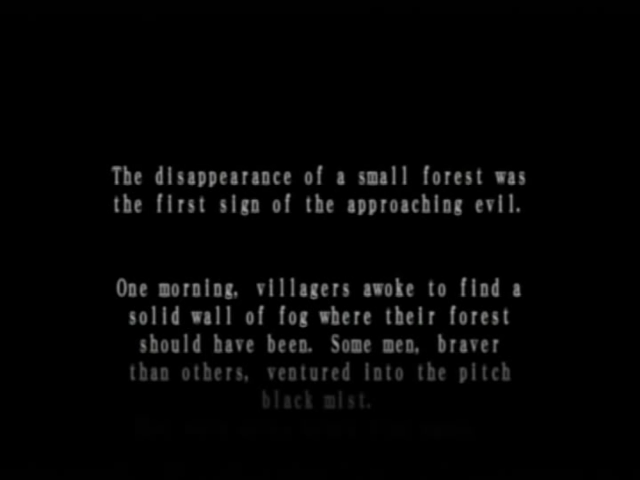 The disappearance of a small forest was
the first sign of the approaching evil.
One morning, villagers awoke to find a
solid wall of fog where their forest
should have been. Some men, braver
than others, ventured into the pitch
black mist.